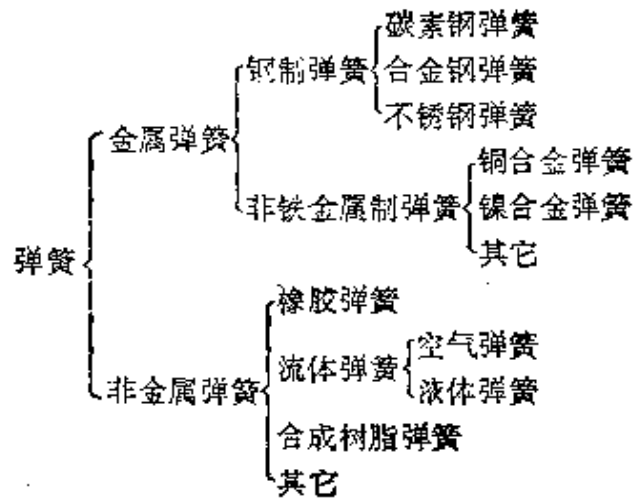 碳素钢弹簧
钢制弹簧
合金钢弹簧
不锈钢弹簧
金属弹簧
铜合金弹簧
非铁金属制弹簧
镍合金弹簧
其它
弹簧
橡胶弹簧
空气弹簧
流体弹簧
液体弹簧
非金属弹簧
合成树脂弹簧
其它